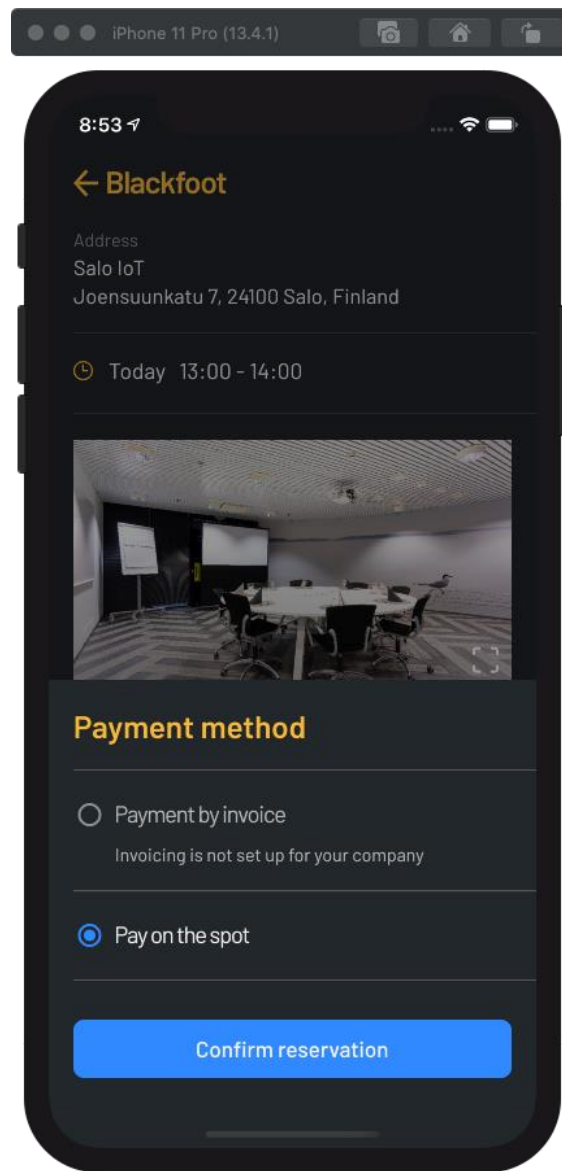 iPhone 11 Pro (13.4.1)
8:53
Blackfoot
Address
Salo IoT
Joensuunkatu 7, 24100 Salo, Finland
Today 13:00 - 14:00
Payment method
Payment by invoice
Invoicing is not set up for your company
Pay on the spot
Confirm reservation